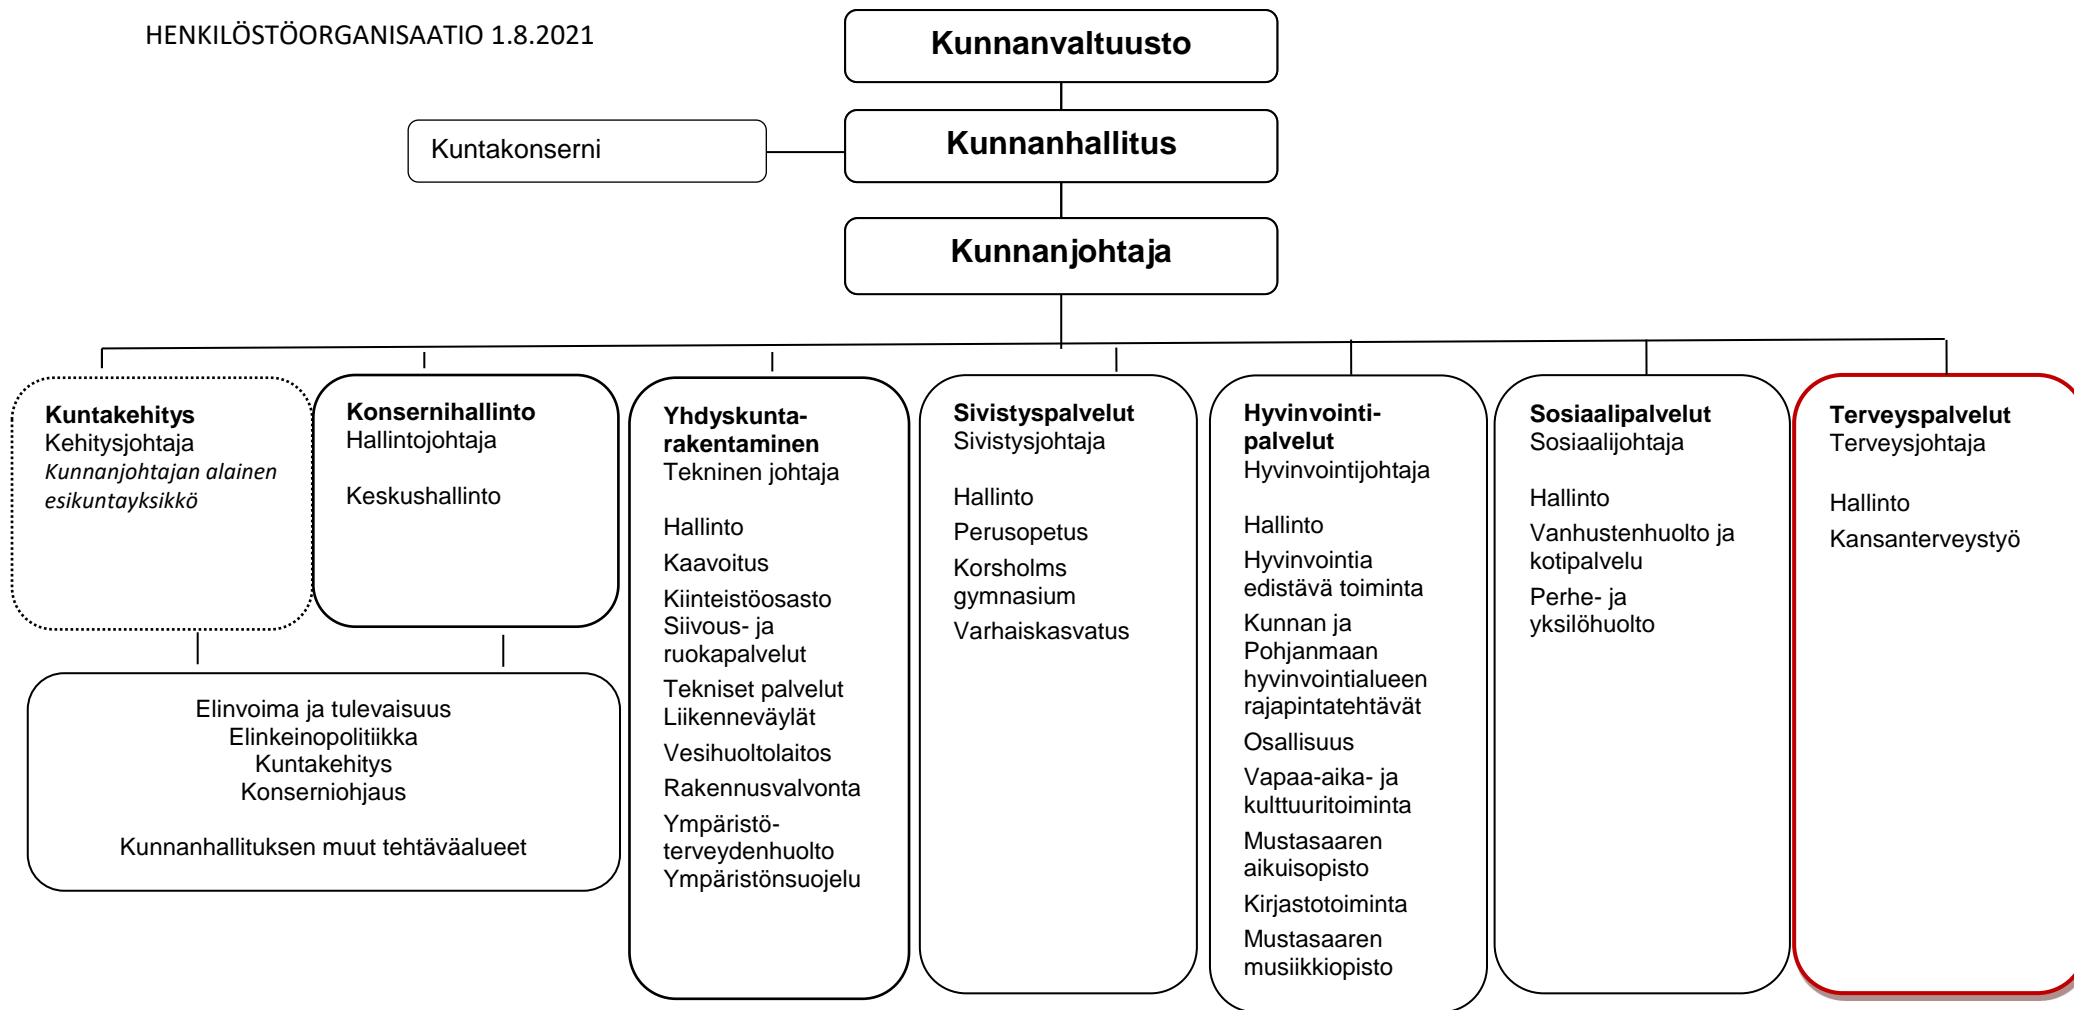 HENKILÖSTÖORGANISAATIO 1.8.2021
Kunnanvaltuusto
Kuntakonserni
Kunnanhallitus
Kunnanjohtaja
Kuntakehitys
Kehitysjohtaja
Kunnanjohtajan alainen
esikuntayksikkö
Konsernihallinto
Hallintojohtaja
Keskushallinto
Elinvoima ja tulevaisuus
Elinkeinopolitiikka
Kuntakehitys
Konserniohjaus
Kunnanhallituksen muut tehtäväalueet
Yhdyskunta-
rakentaminen
Tekninen johtaja
Hallinto
Kaavoitus
Kiinteistöosasto
Siivous- ja
ruokapalvelut
Tekniset palvelut
Liikenneväylät
Vesihuoltolaitos
Rakennusvalvonta
Ympäristö-
terveydenhuolto
Ympäristönsuojelu
Sivistyspalvelut
Sivistysjohtaja
Hallinto
Perusopetus
Korsholms
gymnasium
Varhaiskasvatus
Hyvinvointi-
palvelut
Hyvinvointijohtaja
Hallinto
Hyvinvointia
edistävä toiminta
Kunnan ja
Pohjanmaan
hyvinvointialueen
rajapintatehtävät
Osallisuus
Vapaa-aika- ja
kulttuuritoiminta
Mustasaaren
aikuisopisto
Kirjastotoiminta
Mustasaaren
musiikkiopisto
Sosiaalipalvelut
Sosiaalijohtaja
Hallinto
Vanhustenhuolto ja
kotipalvelu
Perhe- ja
yksilöhuolto
Terveyspalvelut
Terveysjohtaja
Hallinto
Kansanterveystyö